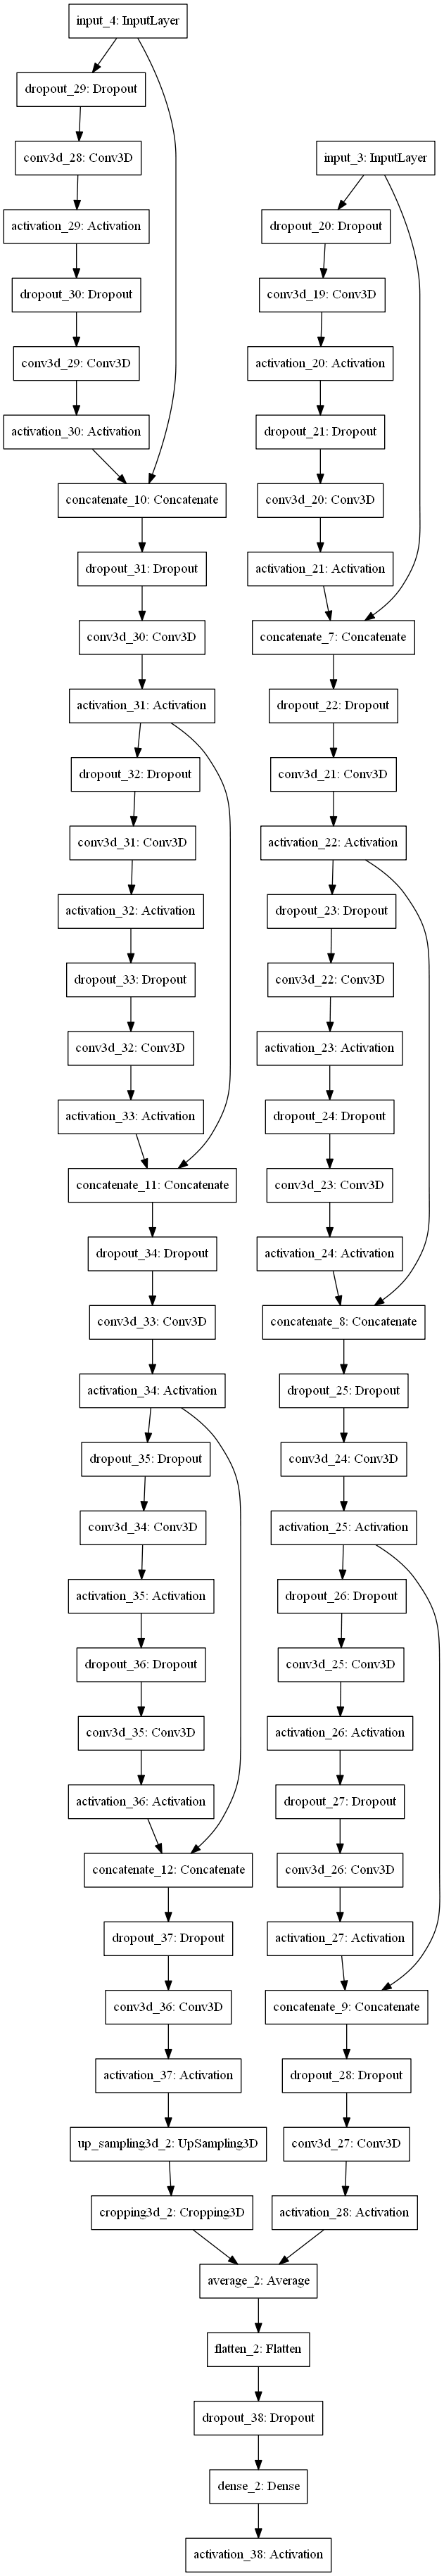 input_4: InputLayer
dropout_29: Dropout
conv3d_28: Conv3D
input_3: InputLayer
activation_29: Activation
dropout_20: Dropout
dropout_30: Dropout
conv3d_19: Conv3D
conv3d_29: Conv3D
activation_20: Activation
activation_30: Activation
dropout_21: Dropout
concatenate_10: Concatenate
conv3d_20: Conv3D
dropout_31: Dropout
activation_21: Activation
conv3d_30: Conv3D
concatenate_7: Concatenate
activation_31: Activation
dropout_22: Dropout
dropout_32: Dropout
conv3d_21: Conv3D
conv3d_31: Conv3D
activation_22: Activation
activation_32: Activation
dropout_23: Dropout
dropout_33: Dropout
conv3d_22: Conv3D
conv3d_32: Conv3D
activation_23: Activation
activation_33: Activation
dropout_24: Dropout
concatenate_11: Concatenate
conv3d_23: Conv3D
dropout_34: Dropout
activation_24: Activation
conv3d_33: Conv3D
concatenate_8: Concatenate
activation_34: Activation
dropout_25: Dropout
dropout_35: Dropout
conv3d_24: Conv3D
conv3d_34: Conv3D
activation_25: Activation
activation_35: Activation
dropout_26: Dropout
dropout_36: Dropout
conv3d_25: Conv3D
conv3d_35: Conv3D
activation_26: Activation
activation_36: Activation
dropout_27: Dropout
concatenate_12: Concatenate
conv3d_26: Conv3D
dropout_37: Dropout
activation_27: Activation
conv3d_36: Conv3D
concatenate_9: Concatenate
activation_37: Activation
dropout_28: Dropout
up_sampling3d_2: UpSampling3D
conv3d_27: Conv3D
cropping3d_2: Cropping3D
activation_28: Activation
average_2: Average
flatten_2: Flatten
dropout_38: Dropout
dense_2: Dense
activation_38: Activation